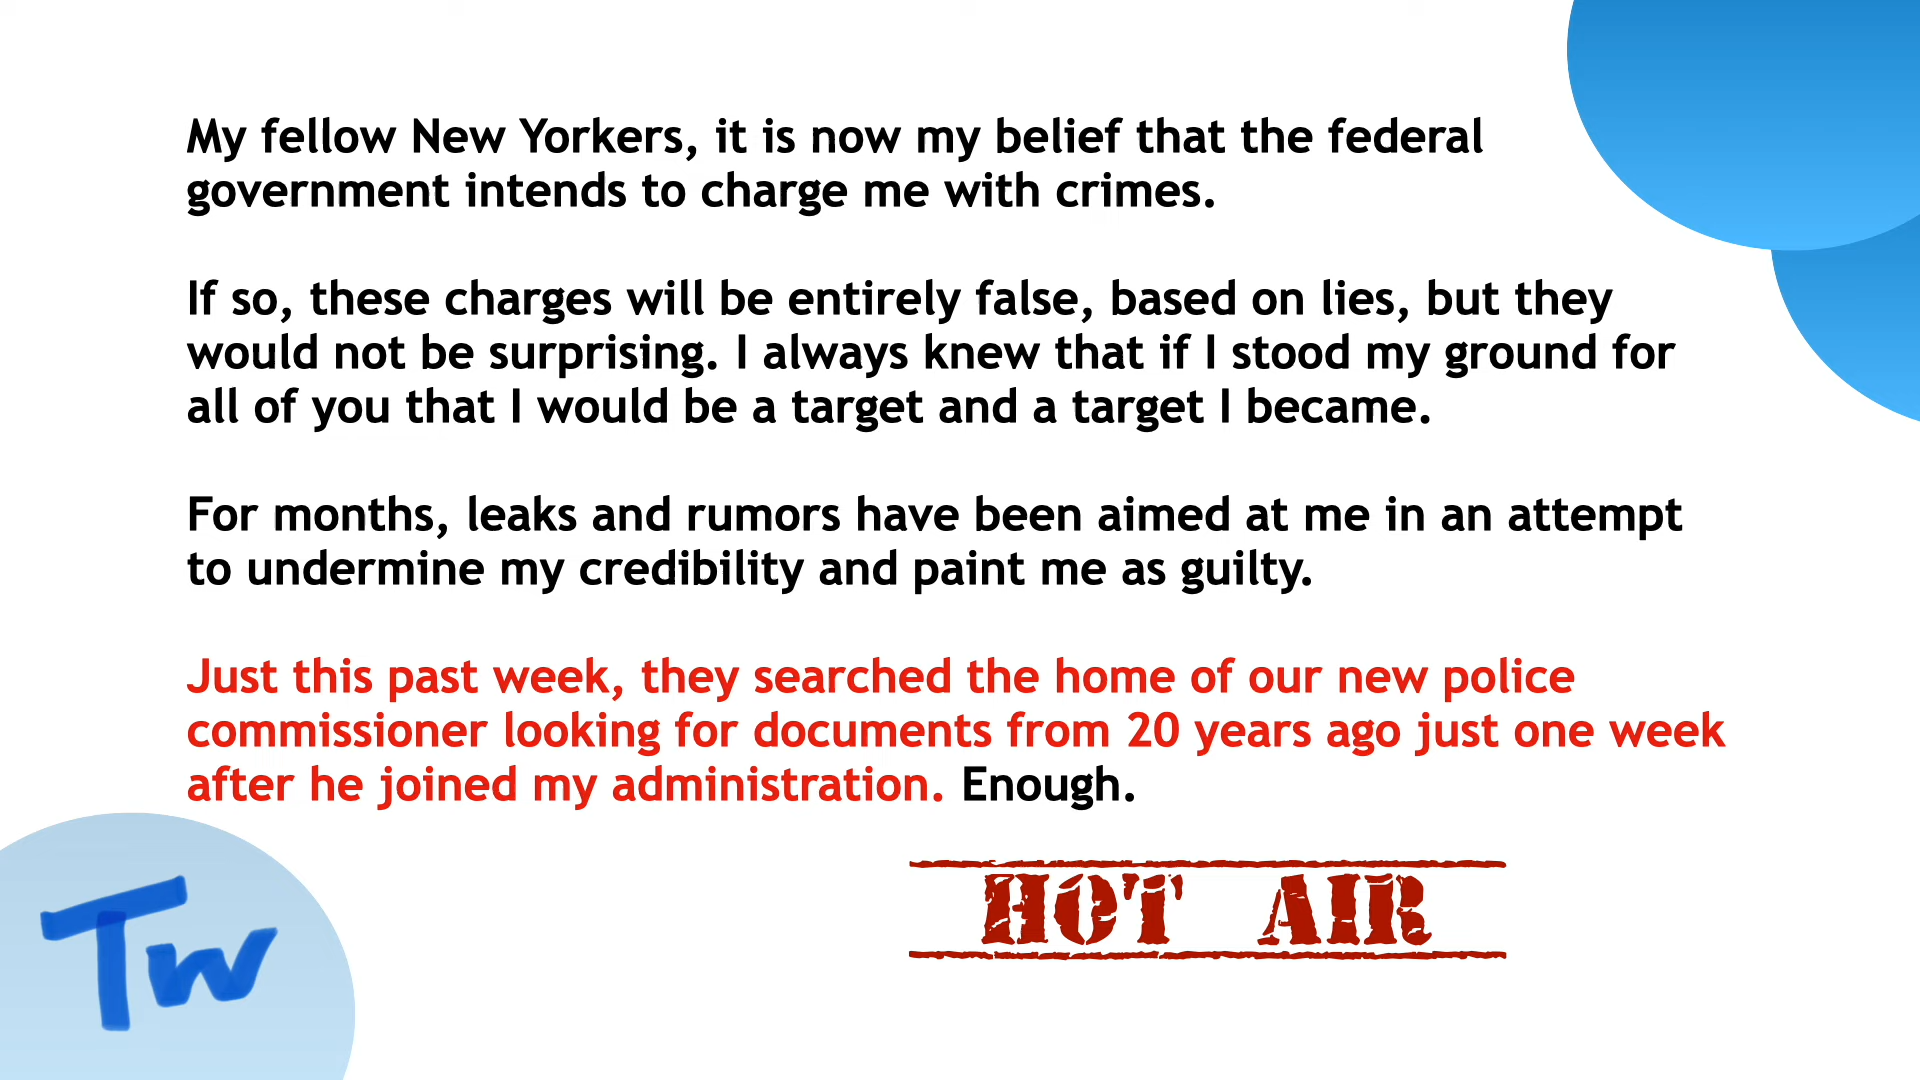 My fellow New Yorkers, it is now my belief that the federal
government intends to charge me with crimes.
If so, these charges will be entirely false, based on lies, but they
would not be surprising. I always knew that if I stood my ground for
all of you that I would be a target and a target I became.
For months, leaks and rumors have been aimed at me in an attempt
to undermine my credibility and paint me as guilty.
Just this past week, they searched the home of our new police
commissioner looking for documents from 20 years ago just one week
after he joined my administration. Enough.
HOT AIR
Tw